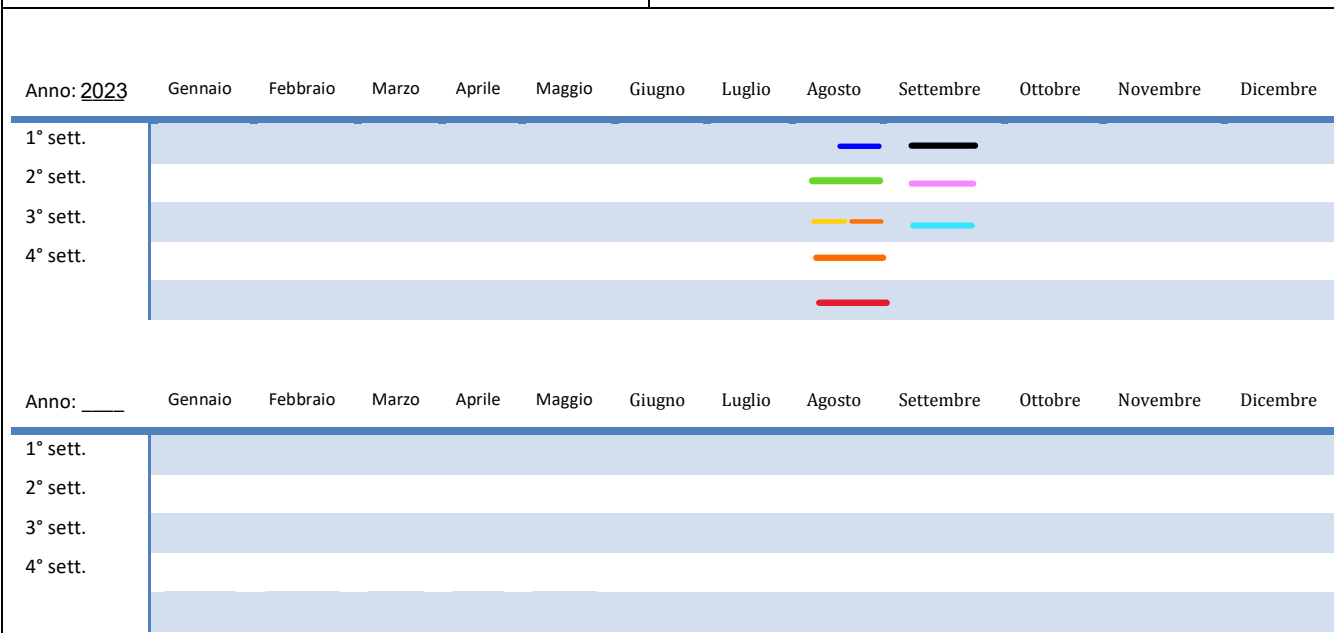 Anno: 2023 Gennaio Febbraio Marzo Aprile Maggio Giugno Luglio Agosto Settembre Ottobre Novembre Dicembre
1° sett.
2° sett.
3° sett.
4° sett.
Anno: ____ Gennaio Febbraio Marzo Aprile Maggio Giugno Luglio Agosto Settembre Ottobre Novembre Dicembre
1° sett.
2° sett.
3° sett.
4° sett.